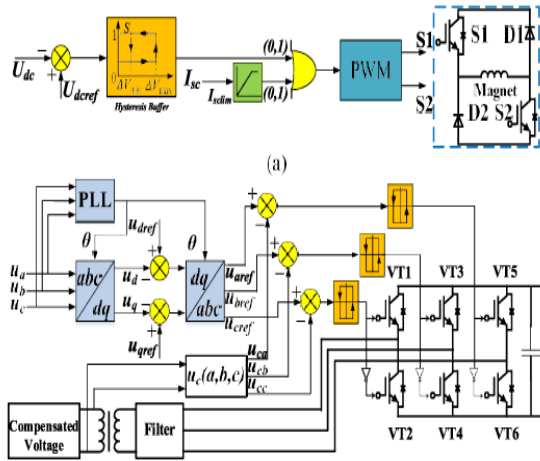 1
S
(0,1)
S1
S1
D1
U_dc
U_dcref
0
Hysteresis Buffer
I_sc
I_sclim
(0,1)
PWM
S2
Magnet
D2
S2
(a)
PLL
θ
u_dref
θ
u_a
u_b
u_c
abc
dq
u_d
u_q
dq
abc
u_aref
u_bref
u_cref
u_qref
u_c(a,b,c)
u_ca
u_cb
u_cc
VT1
VT3
VT5
VT2
VT4
VT6
Compensated
Voltage
Filter